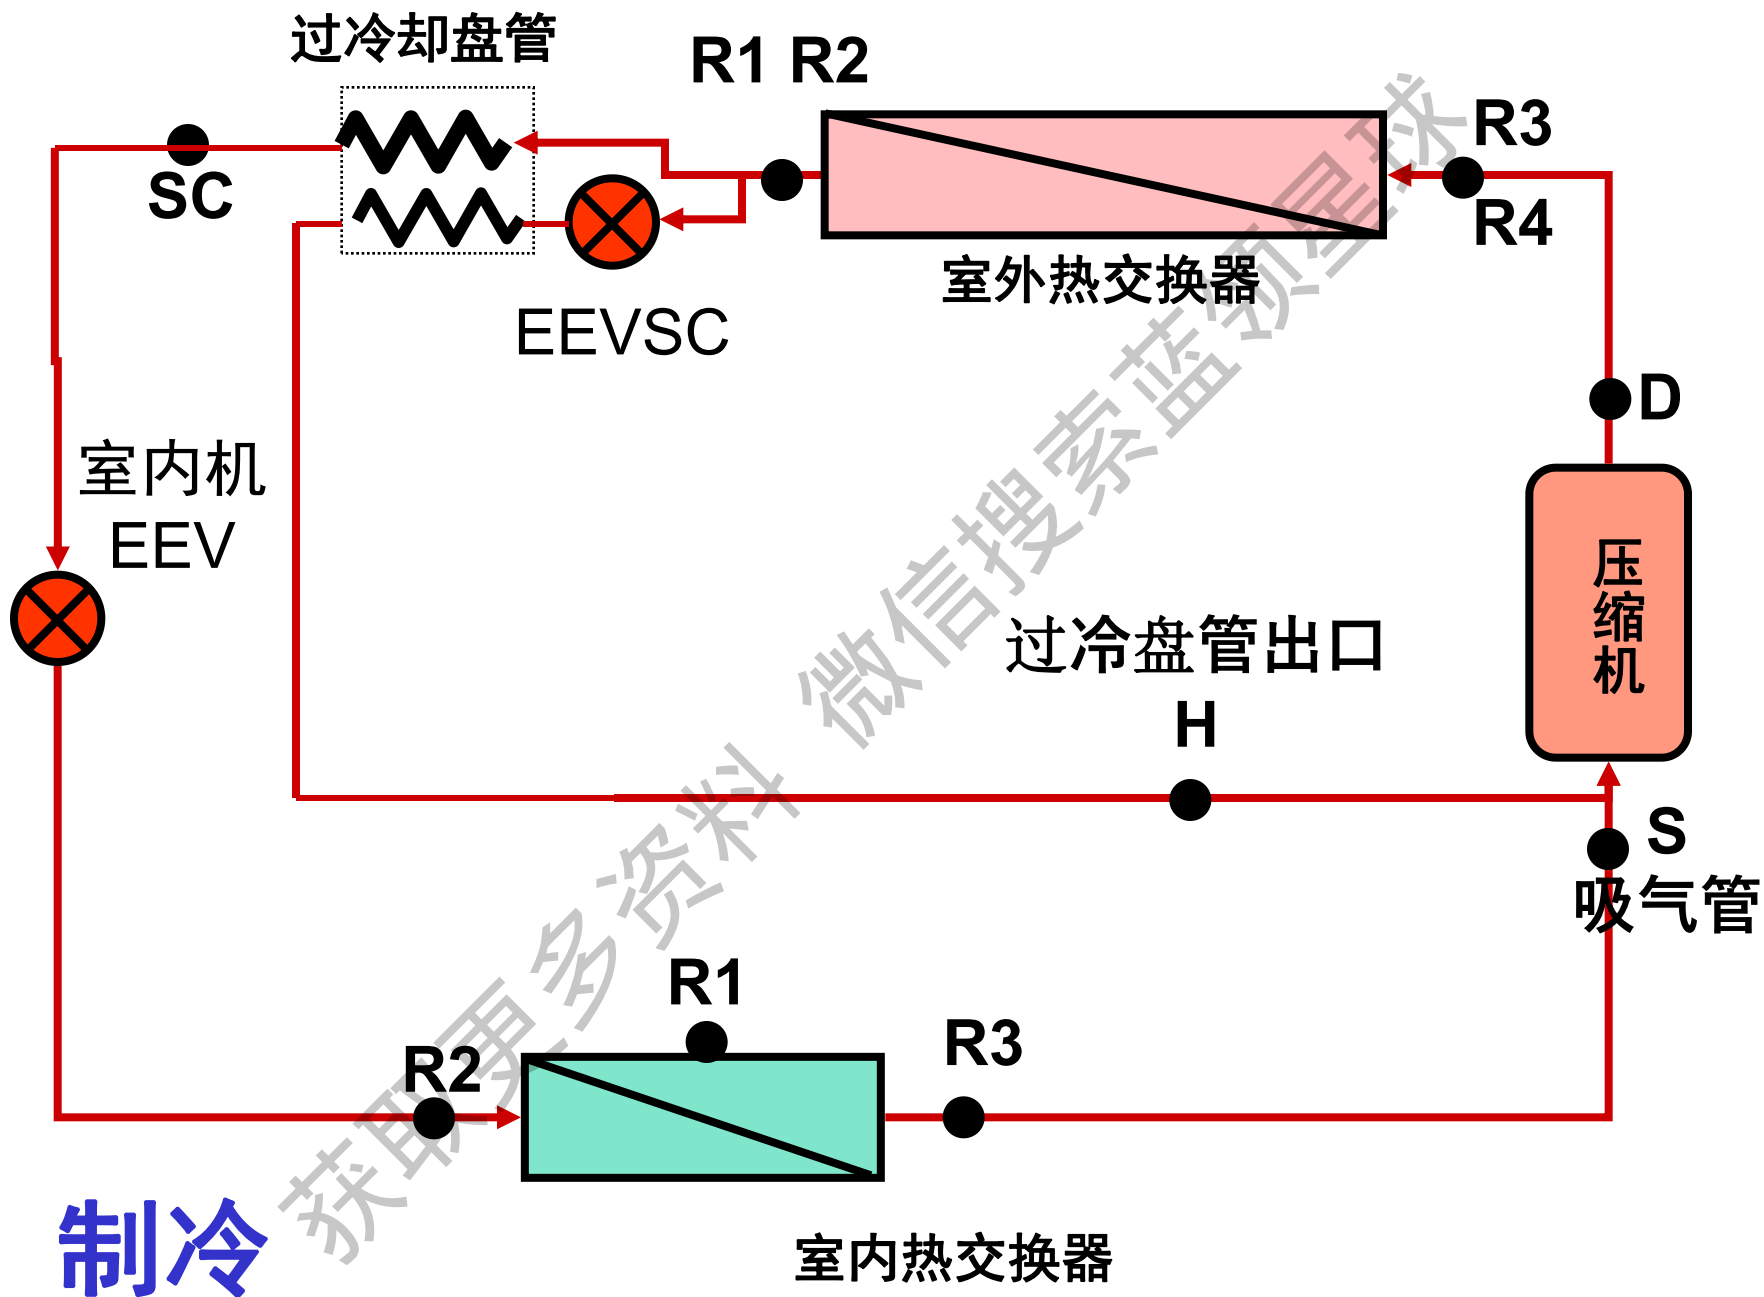 过冷却盘管
R1 R2
R3
SC
R4
室外热交换器
EEVSC
D
室内机
EEV
压缩机
过冷盘管出口
H
S
吸气管
R1
R3
R2
制冷
室内热交换器
获取更多资料 微信搜索蓝领星球